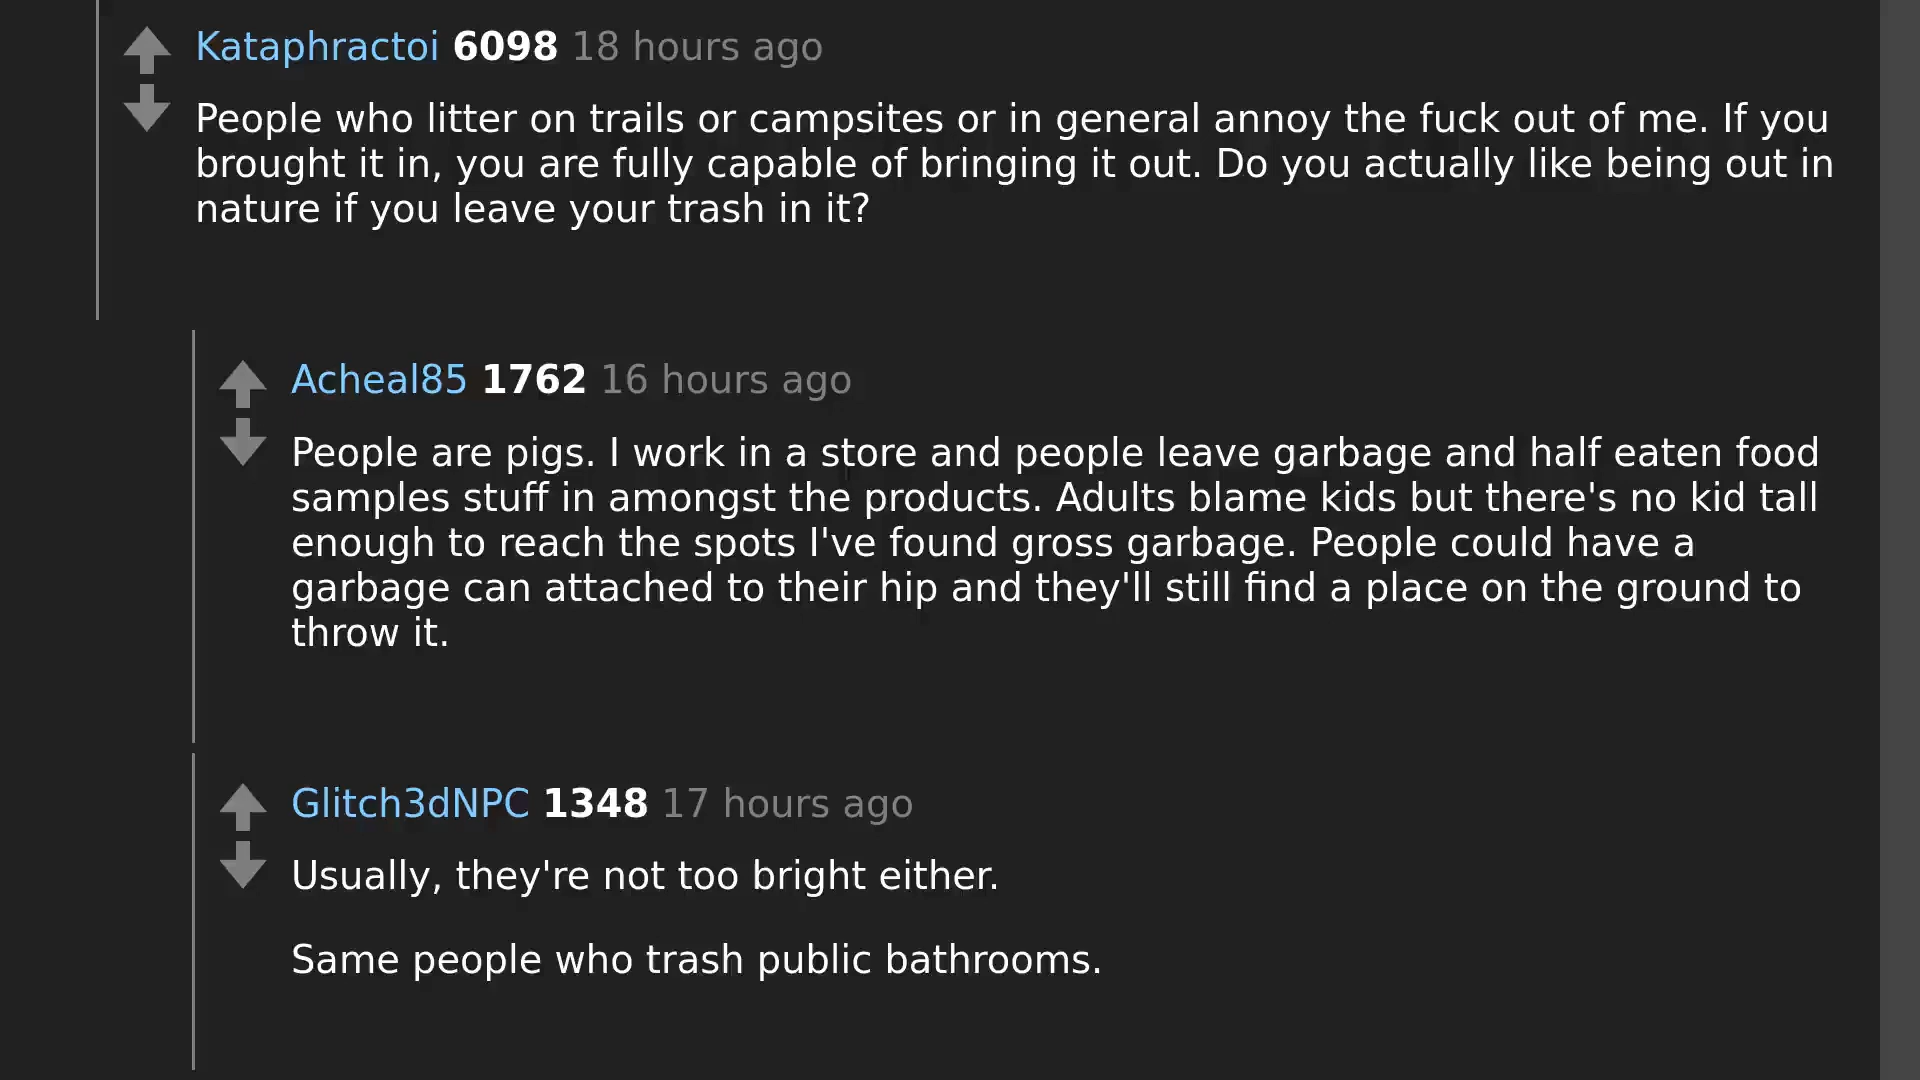 Kataphractoi 6098 18 hours ago
People who litter on trails or campsites or in general annoy the fuck out of me. If you
brought it in, you are fully capable of bringing it out. Do you actually like being out in
nature if you leave your trash in it?
Acheal85 1762 16 hours ago
People are pigs. I work in a store and people leave garbage and half eaten food
samples stuff in amongst the products. Adults blame kids but there's no kid tall
enough to reach the spots I've found gross garbage. People could have a
garbage can attached to their hip and they'll still find a place on the ground to
throw it.
Glitch3dNPC 1348 17 hours ago
Usually, they're not too bright either.
Same people who trash public bathrooms.